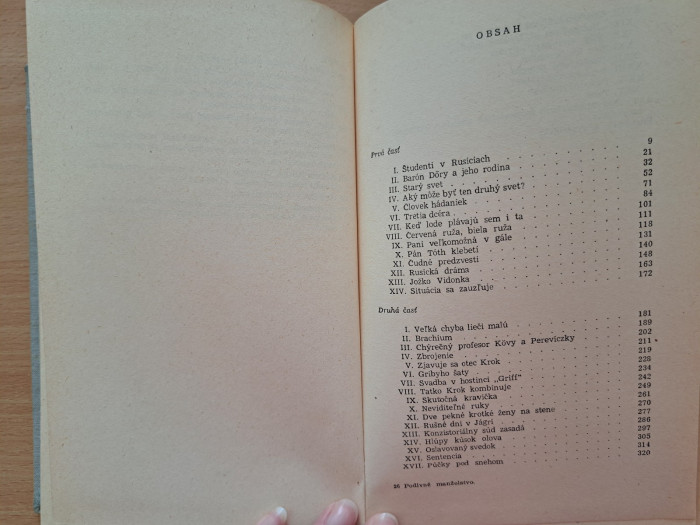 OBSAH
Prvá časť
I. Študenti v Rusiciach . . . . . 9
II. Barón Dőry a jeho rodina . . . . . 21
III. Starý svet . . . . . 32
IV. Aký môže byť ten druhý svet? . . . . . 52
V. Človek hádaniek . . . . . 71
VI. Tretia dcéra . . . . . 84
VII. Keď lode plávajú sem i ta . . . . . 101
VIII. Červená ruža, biela ruža . . . . . 111
IX. Pani veľkomožná v gále . . . . . 118
X. Pán Tóth klebetí . . . . . 131
XI. Čudné predzvesti . . . . . 140
XII. Rusická dráma . . . . . 148
XIII. Jožko Vidonka . . . . . 163
XIV. Situácia sa zauzľuje . . . . . 172
Druhá časť
I. Veľká chyba lieči malú . . . . . 181
II. Brachium . . . . . 189
III. Chýrečný profesor Kövy a Pereviczky . . . . . 202
IV. Zbrojenie . . . . . 211
V. Zjavuje sa otec Krok . . . . . 219
VI. Gribyho šaty . . . . . 228
VII. Svadba v hostinci „Griff“ . . . . . 234
VIII. Tatko Krok kombinuje . . . . . 242
IX. Skutočná kravička . . . . . 249
X. Neviditeľné ruky . . . . . 261
XI. Dve pekné krotké ženy na stene . . . . . 270
XII. Rušné dni v Jágri . . . . . 277
XIII. Konzistoriálny súd zasadá . . . . . 286
XIV. Hlúpy kúsok olova . . . . . 297
XV. Oslavovaný svedok . . . . . 305
XVI. Sentencia . . . . . 314
XVII. Púčky pod snehom . . . . . 320
Podivné manželstvo